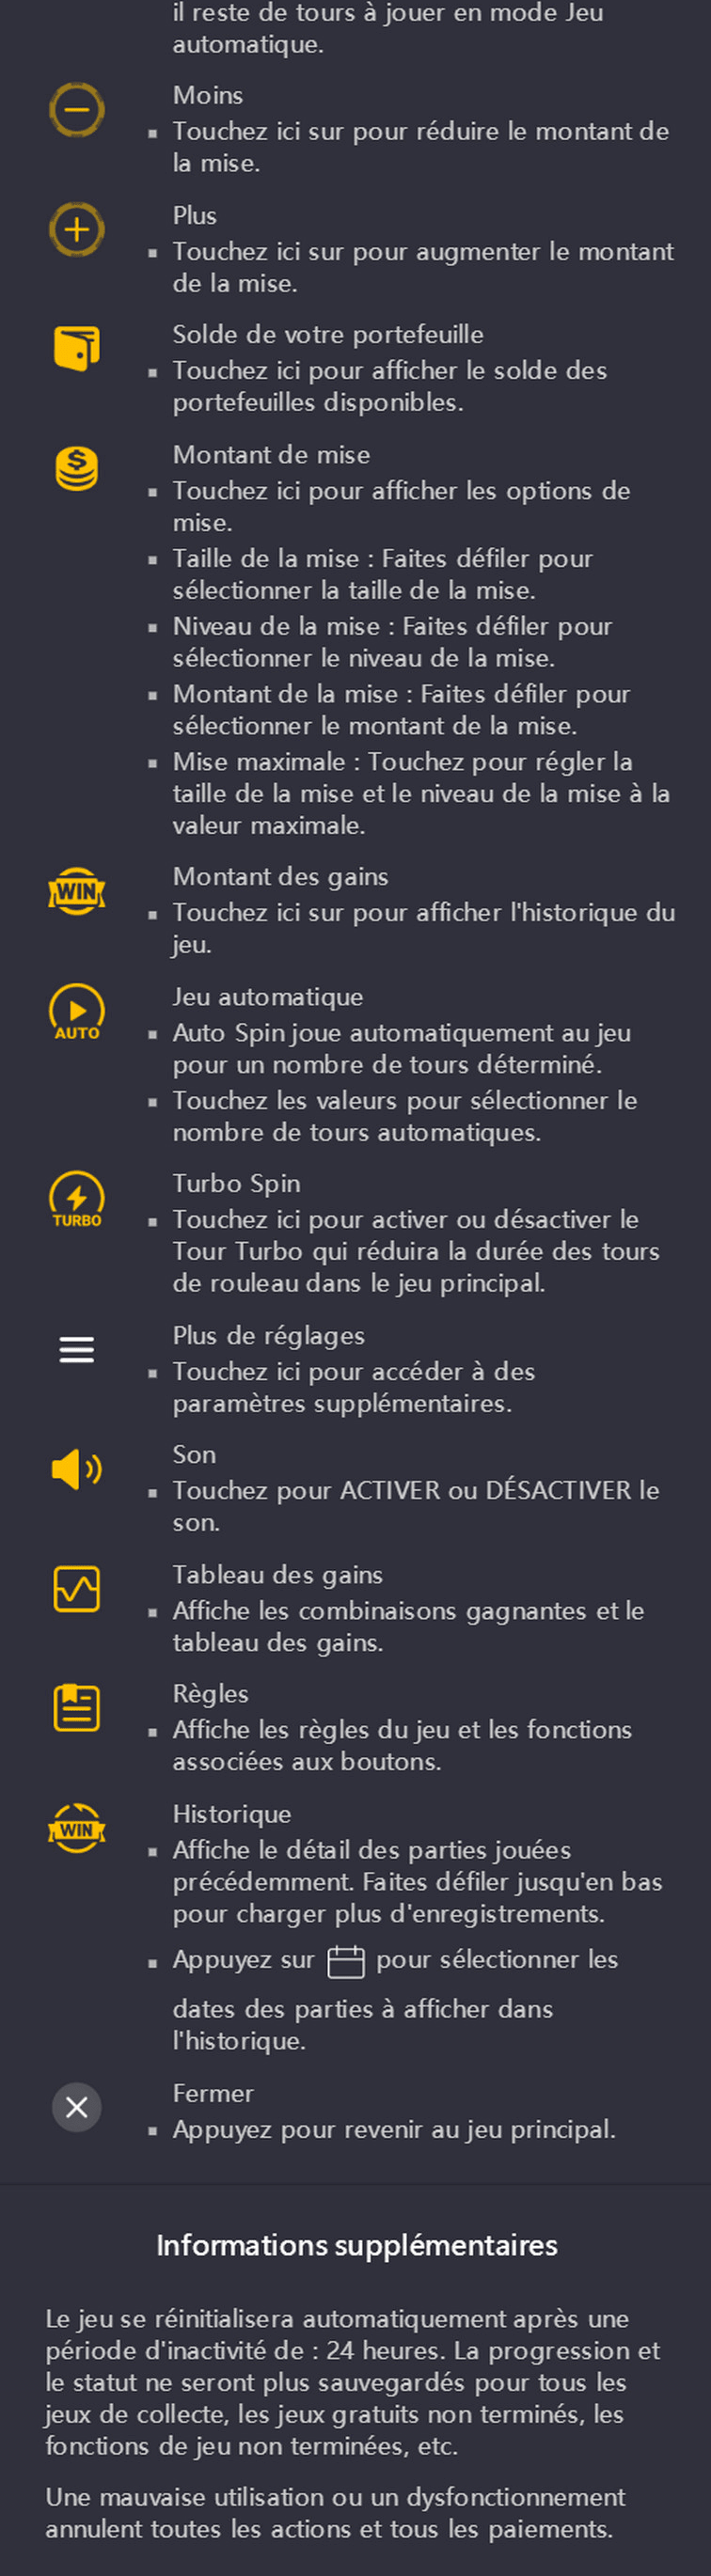 il reste de tours à jouer en mode Jeu
automatique.
Moins
▪ Touchez ici sur pour réduire le montant de
la mise.
Plus
▪ Touchez ici sur pour augmenter le montant
de la mise.
Solde de votre portefeuille
▪ Touchez ici pour afficher le solde des
portefeuilles disponibles.
Montant de mise
▪ Touchez ici pour afficher les options de
mise.
▪ Taille de la mise : Faites défiler pour
sélectionner la taille de la mise.
▪ Niveau de la mise : Faites défiler pour
sélectionner le niveau de la mise.
▪ Montant de la mise : Faites défiler pour
sélectionner le montant de la mise.
▪ Mise maximale : Touchez pour régler la
taille de la mise et le niveau de la mise à la
valeur maximale.
WIN
Montant des gains
▪ Touchez ici sur pour afficher l'historique du
jeu.
AUTO
Jeu automatique
▪ Auto Spin joue automatiquement au jeu
pour un nombre de tours déterminé.
▪ Touchez les valeurs pour sélectionner le
nombre de tours automatiques.
TURBO
Turbo Spin
▪ Touchez ici pour activer ou désactiver le
Tour Turbo qui réduira la durée des tours
de rouleau dans le jeu principal.
Plus de réglages
▪ Touchez ici pour accéder à des
paramètres supplémentaires.
Son
▪ Touchez pour ACTIVER ou DÉSACTIVER le
son.
Tableau des gains
▪ Affiche les combinaisons gagnantes et le
tableau des gains.
Règles
▪ Affiche les règles du jeu et les fonctions
associées aux boutons.
WIN
Historique
▪ Affiche le détail des parties jouées
précédemment. Faites défiler jusqu'en bas
pour charger plus d'enregistrements.
▪ Appuyez sur pour sélectionner les
dates des parties à afficher dans
l'historique.
Fermer
▪ Appuyez pour revenir au jeu principal.
Informations supplémentaires
Le jeu se réinitialisera automatiquement après une
période d'inactivité de : 24 heures. La progression et
le statut ne seront plus sauvegardés pour tous les
jeux de collecte, les jeux gratuits non terminés, les
fonctions de jeu non terminées, etc.
Une mauvaise utilisation ou un dysfonctionnement
annulent toutes les actions et tous les paiements.